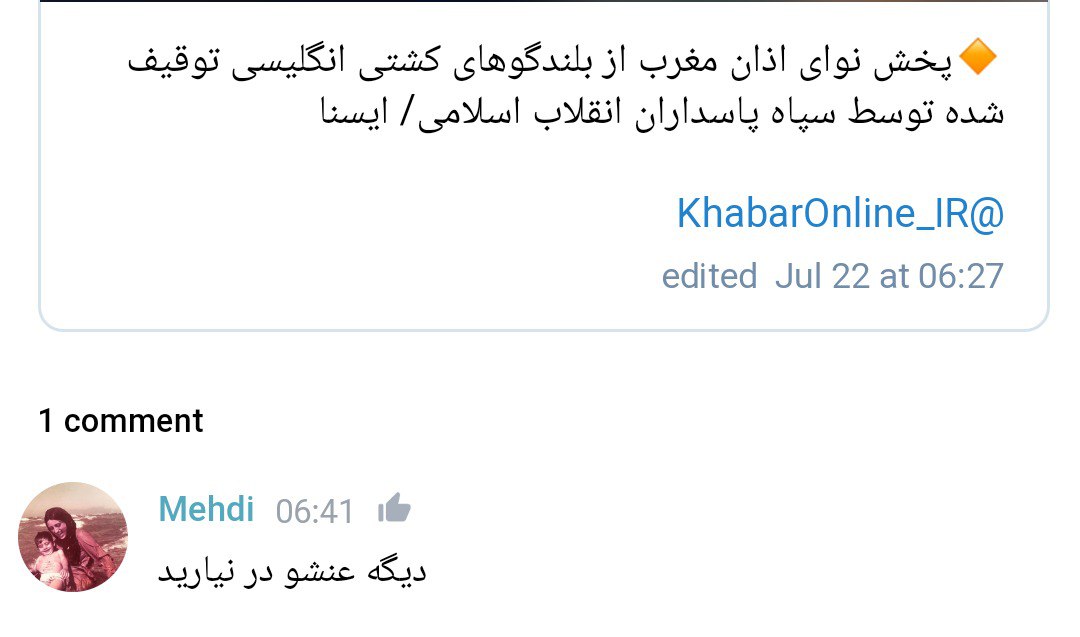 🔶پخش نوای اذان مغرب از بلندگوهای کشتی انگلیسی توقیف
شده توسط سپاه پاسداران انقلاب اسلامی/ ایسنا
KhabarOnline_IR@
edited Jul 22 at 06:27
1 comment
Mehdi 06:41
دیگه عنشو در نیارید